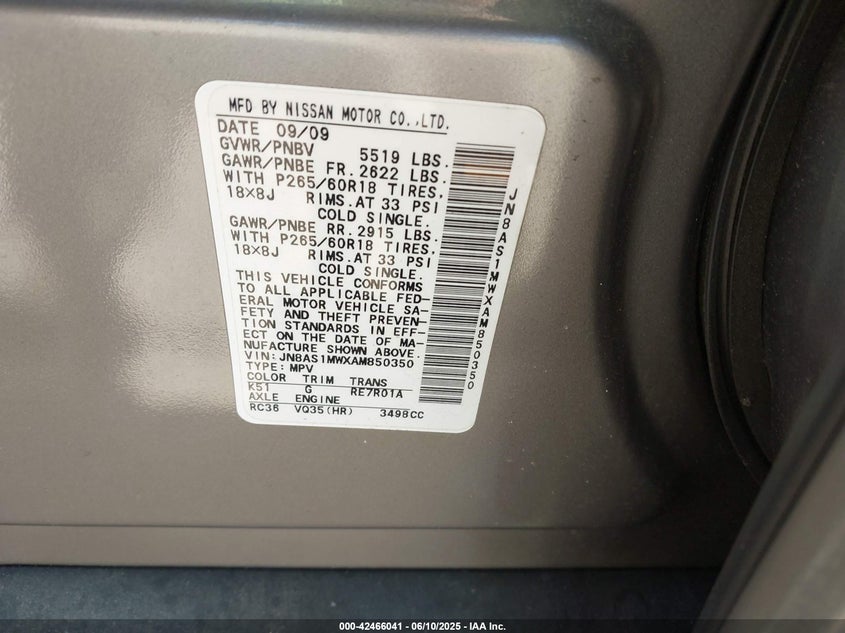 MFD BY NISSAN MOTOR CO.,LTD.
DATE 09/09
GVWR/PNBV 5519 LBS.
GAWR/PNBE FR. 2622 LBS.
WITH P265/60R18 TIRES,
18×8J RIMS. AT 33 PSI
COLD SINGLE.
GAWR/PNBE RR. 2915 LBS.
WITH P265/60R18 TIRES,
18×8J RIMS. AT 33 PSI
COLD SINGLE.
THIS VEHICLE CONFORMS
TO ALL APPLICABLE FED-
ERAL MOTOR VEHICLE SA-
FETY AND THEFT PREVEN-
TION STANDARDS IN EFF-
ECT ON THE DATE OF MA-
NUFACTURE SHOWN ABOVE.
VIN: JN8AS1MWXAM850350
TYPE: MPV
COLOR TRIM TRANS
K51 G RE7R01A
AXLE ENGINE
RC36 VQ35(HR) 3498CC
JN8AS1MWXAM850350
000-42466041 - 06/10/2025 - IAA Inc.